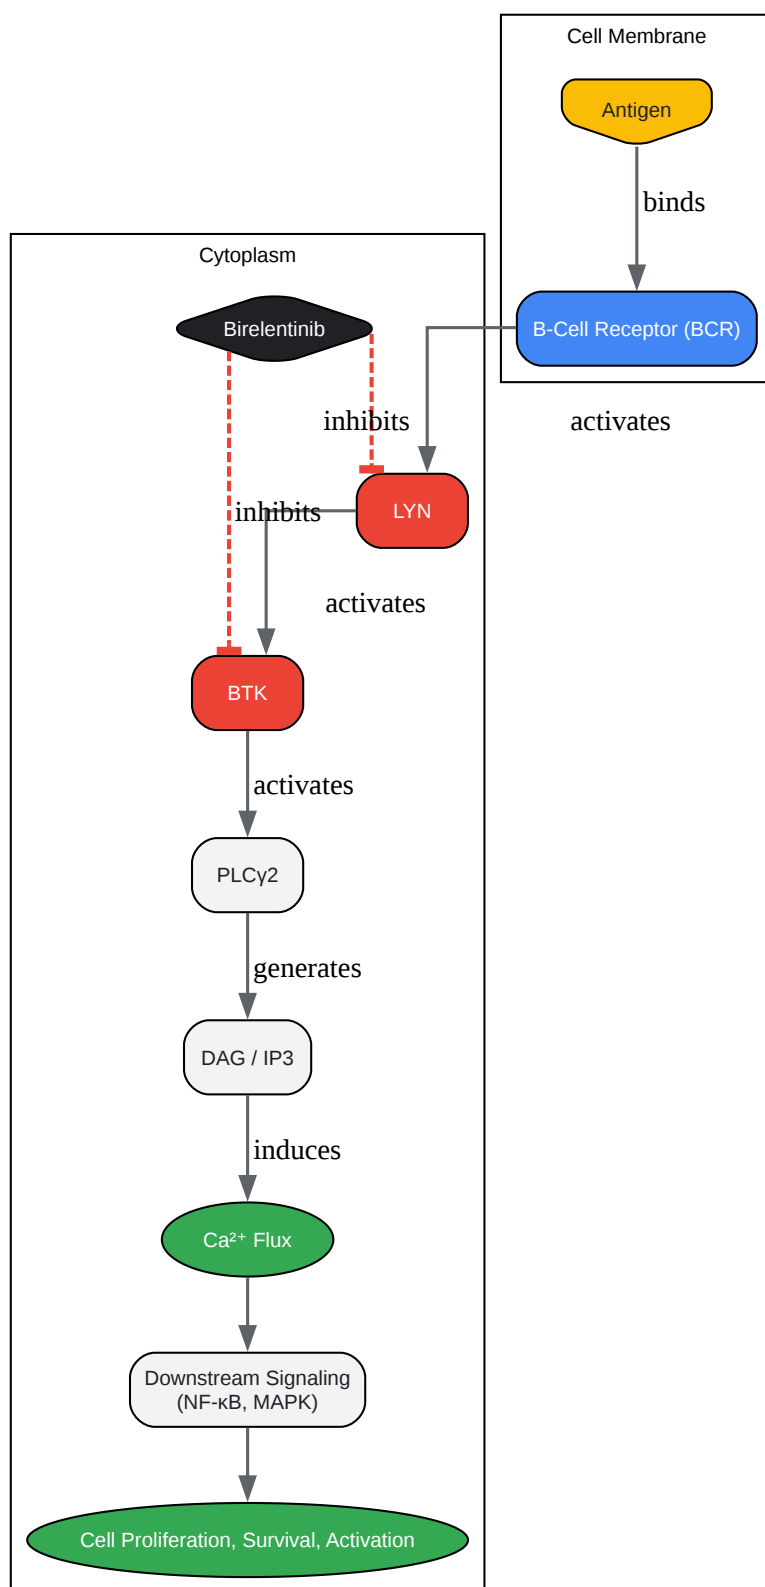 Cell Membrane
Antigen
binds
Cytoplasm
Birelentinib
B-Cell Receptor (BCR)
inhibits
activates
inhibits
LYN
activates
BTK
activates
PLCγ2
generates
DAG / IP3
induces
Ca²⁺ Flux
Downstream Signaling
(NF-κB, MAPK)
Cell Proliferation, Survival, Activation